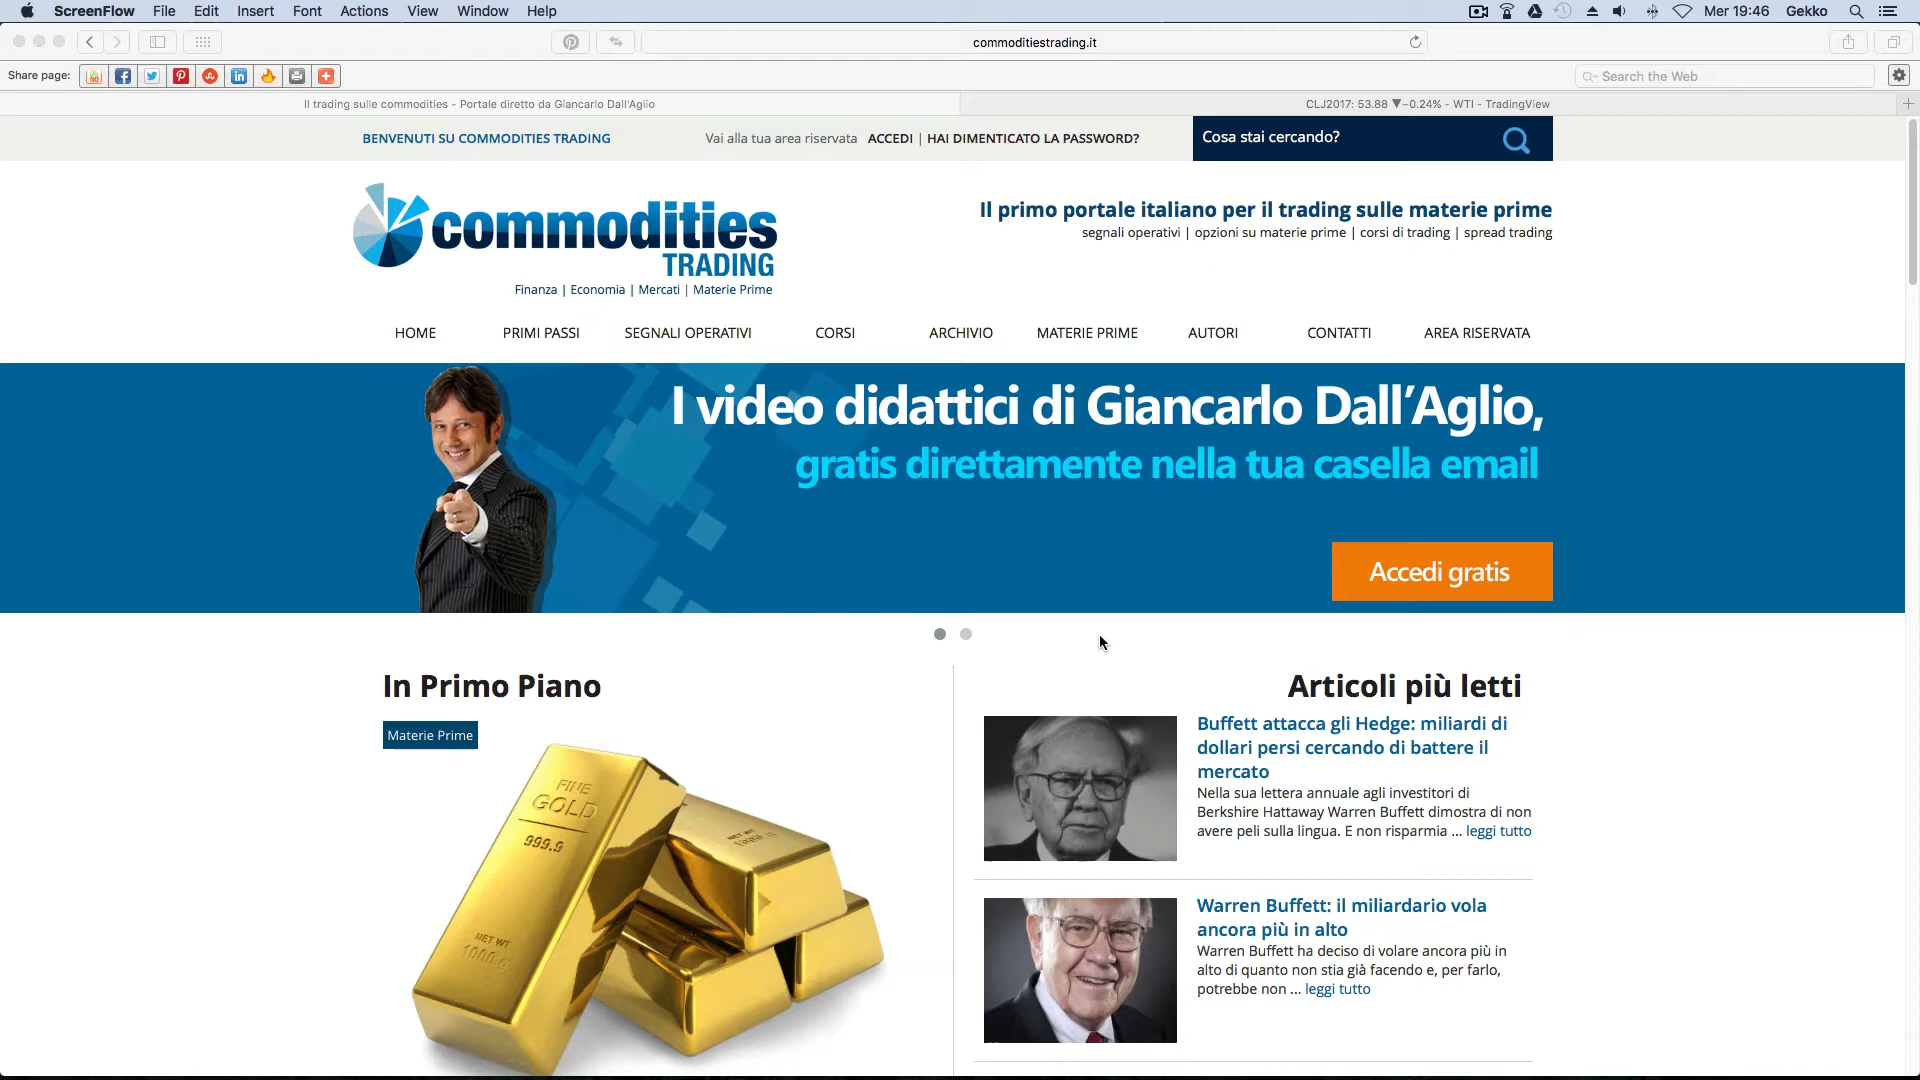 ScreenFlow File Edit Insert Font Actions View Window Help Mer 19:46 Gekko
commoditiestrading.it
Share page: Search the Web
Il trading sulle commodities - Portale diretto da Giancarlo Dall'Aglio
CLJ2017: 53.88 ▼−0.24% - WTI - TradingView
BENVENUTI SU COMMODITIES TRADING
Vai alla tua area riservata ACCEDI | HAI DIMENTICATO LA PASSWORD?
Cosa stai cercando?
commodities
TRADING
Finanza | Economia | Mercati | Materie Prime
Il primo portale italiano per il trading sulle materie prime
segnali operativi | opzioni su materie prime | corsi di trading | spread trading
HOME PRIMI PASSI SEGNALI OPERATIVI CORSI ARCHIVIO MATERIE PRIME AUTORI CONTATTI AREA RISERVATA
I video didattici di Giancarlo Dall'Aglio,
gratis direttamente nella tua casella email
Accedi gratis
In Primo Piano
Materie Prime
FINE
GOLD
999.9
NET WT
1000 g
Articoli più letti
Buffett attacca gli Hedge: miliardi di
dollari persi cercando di battere il
mercato
Nella sua lettera annuale agli investitori di
Berkshire Hattaway Warren Buffett dimostra di non
avere peli sulla lingua. E non risparmia ... leggi tutto
Warren Buffett: il miliardario vola
ancora più in alto
Warren Buffett ha deciso di volare ancora più in
alto di quanto non stia già facendo e, per farlo,
potrebbe non ... leggi tutto